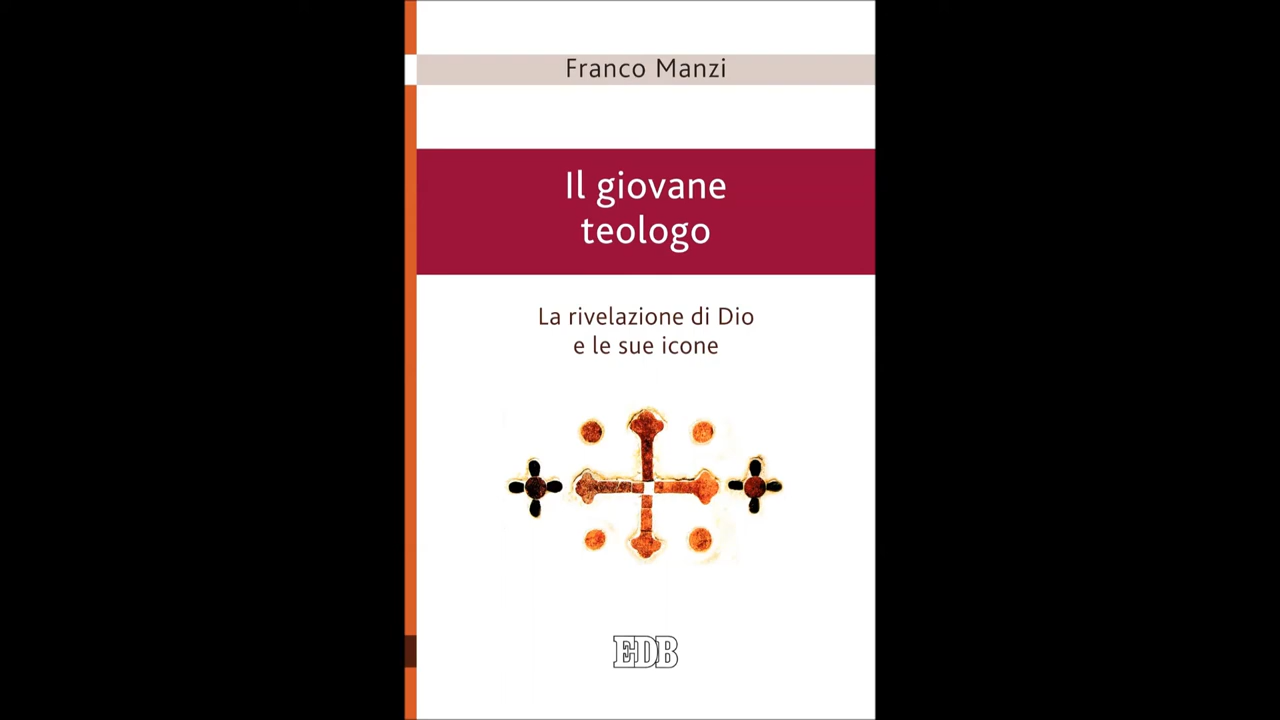 Franco Manzi
Il giovane
teologo
La rivelazione di Dio
e le sue icone
EDB